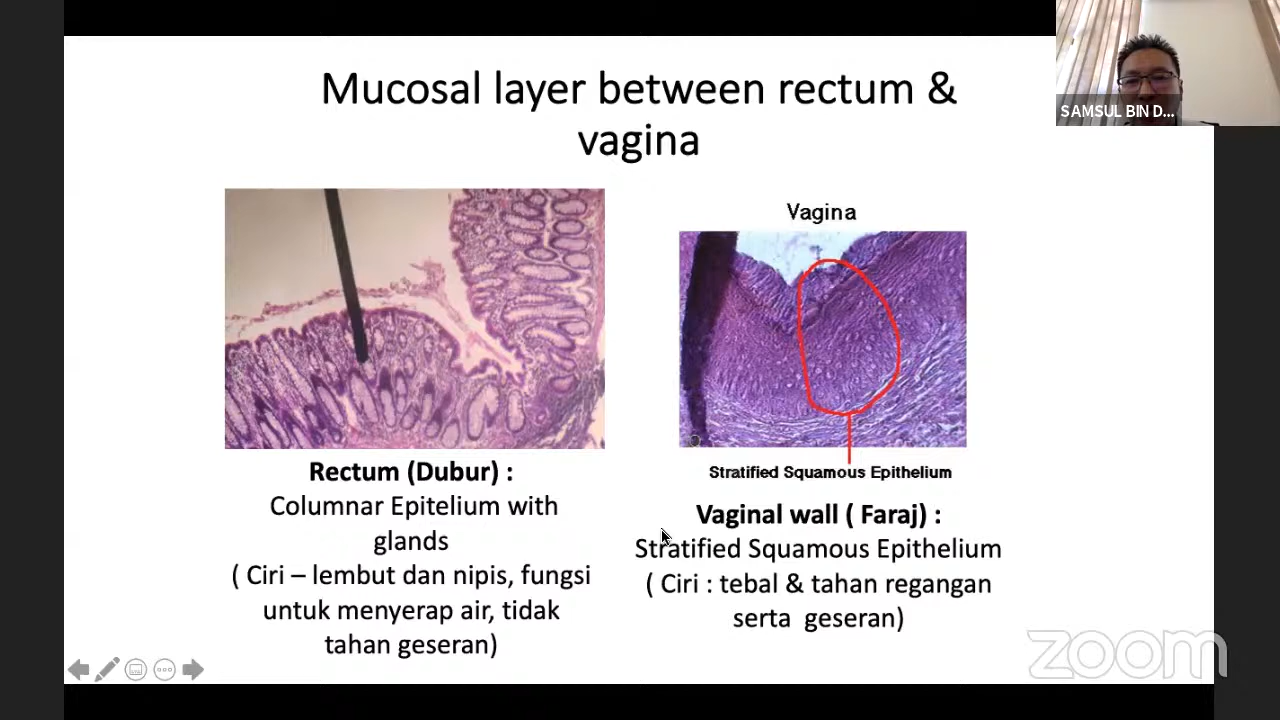 Mucosal layer between rectum &
vagina
SAMSUL BIN D...
Rectum (Dubur) :
Columnar Epitelium with
glands
( Ciri – lembut dan nipis, fungsi
untuk menyerap air, tidak
tahan geseran)
Vagina
Stratified Squamous Epithelium
Vaginal wall ( Faraj) :
Stratified Squamous Epithelium
( Ciri : tebal & tahan regangan
serta geseran)
zoom